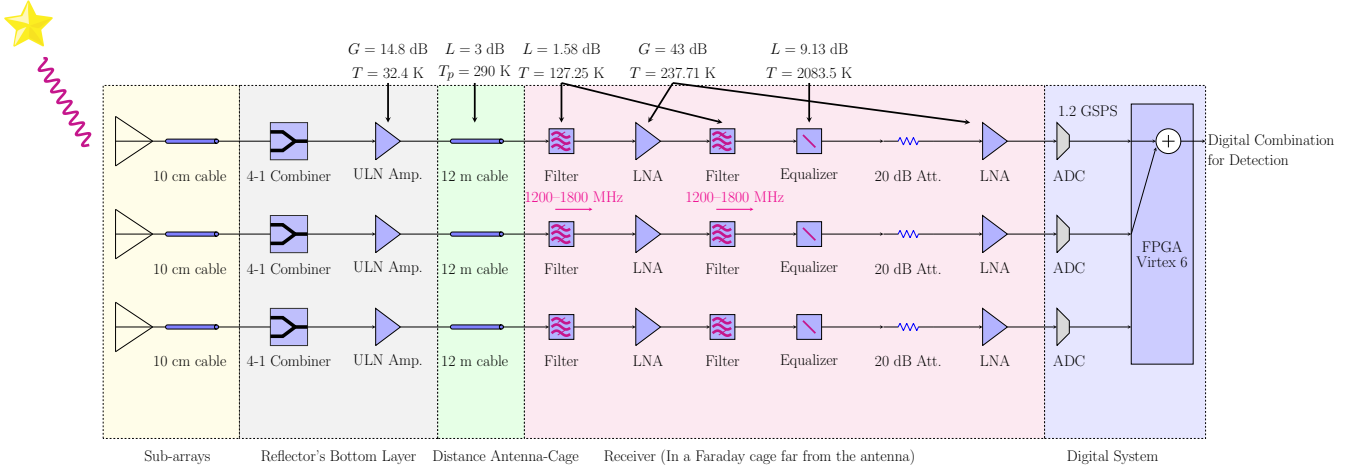 G = 14.8 dB
T = 32.4 K
L = 3 dB
T_p = 290 K
L = 1.58 dB
T = 127.25 K
G = 43 dB
T = 237.71 K
L = 9.13 dB
T = 2083.5 K
1.2 GSPS
Digital Combination
for Detection
10 cm cable
4-1 Combiner
ULN Amp.
12 m cable
Filter
LNA
Filter
Equalizer
20 dB Att.
LNA
ADC
1200–1800 MHz
1200–1800 MHz
10 cm cable
4-1 Combiner
ULN Amp.
12 m cable
Filter
LNA
Filter
Equalizer
20 dB Att.
LNA
ADC
FPGA
Virtex 6
10 cm cable
4-1 Combiner
ULN Amp.
12 m cable
Filter
LNA
Filter
Equalizer
20 dB Att.
LNA
ADC
Sub-arrays
Reflector's Bottom Layer
Distance Antenna-Cage
Receiver (In a Faraday cage far from the antenna)
Digital System